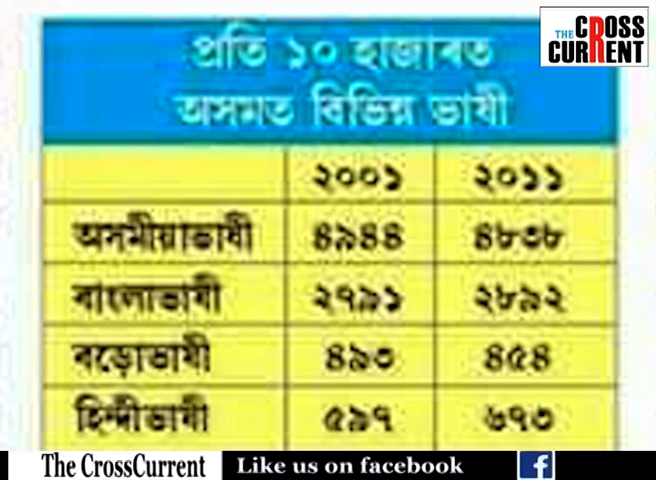 THE CROSS
CURRENT
প্ৰতি ১০ হাজাৰত
অসমত বিভিন্ন ভাষী
২০০১ ২০১১
অসমীয়াভাষী ৪৯৪৪ ৪৮৩৮
বাংলাভাষী ২৭৯১ ২৮৯২
বড়োভাষী ৪৯৩ ৪৫৪
হিন্দীভাষী ৫৯৭ ৬৭৩
The CrossCurrent Like us on facebook f